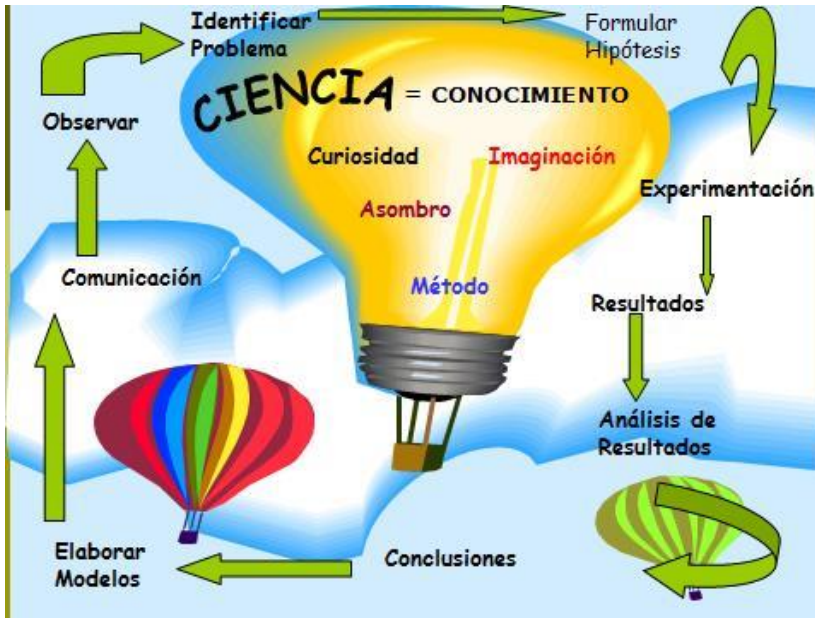 Identificar
Problema
Formular
Hipótesis
CIENCIA = CONOCIMIENTO
Observar
Curiosidad
Imaginación
Experimentación
Asombro
Comunicación
Método
Resultados
Análisis de
Resultados
Elaborar
Modelos
Conclusiones